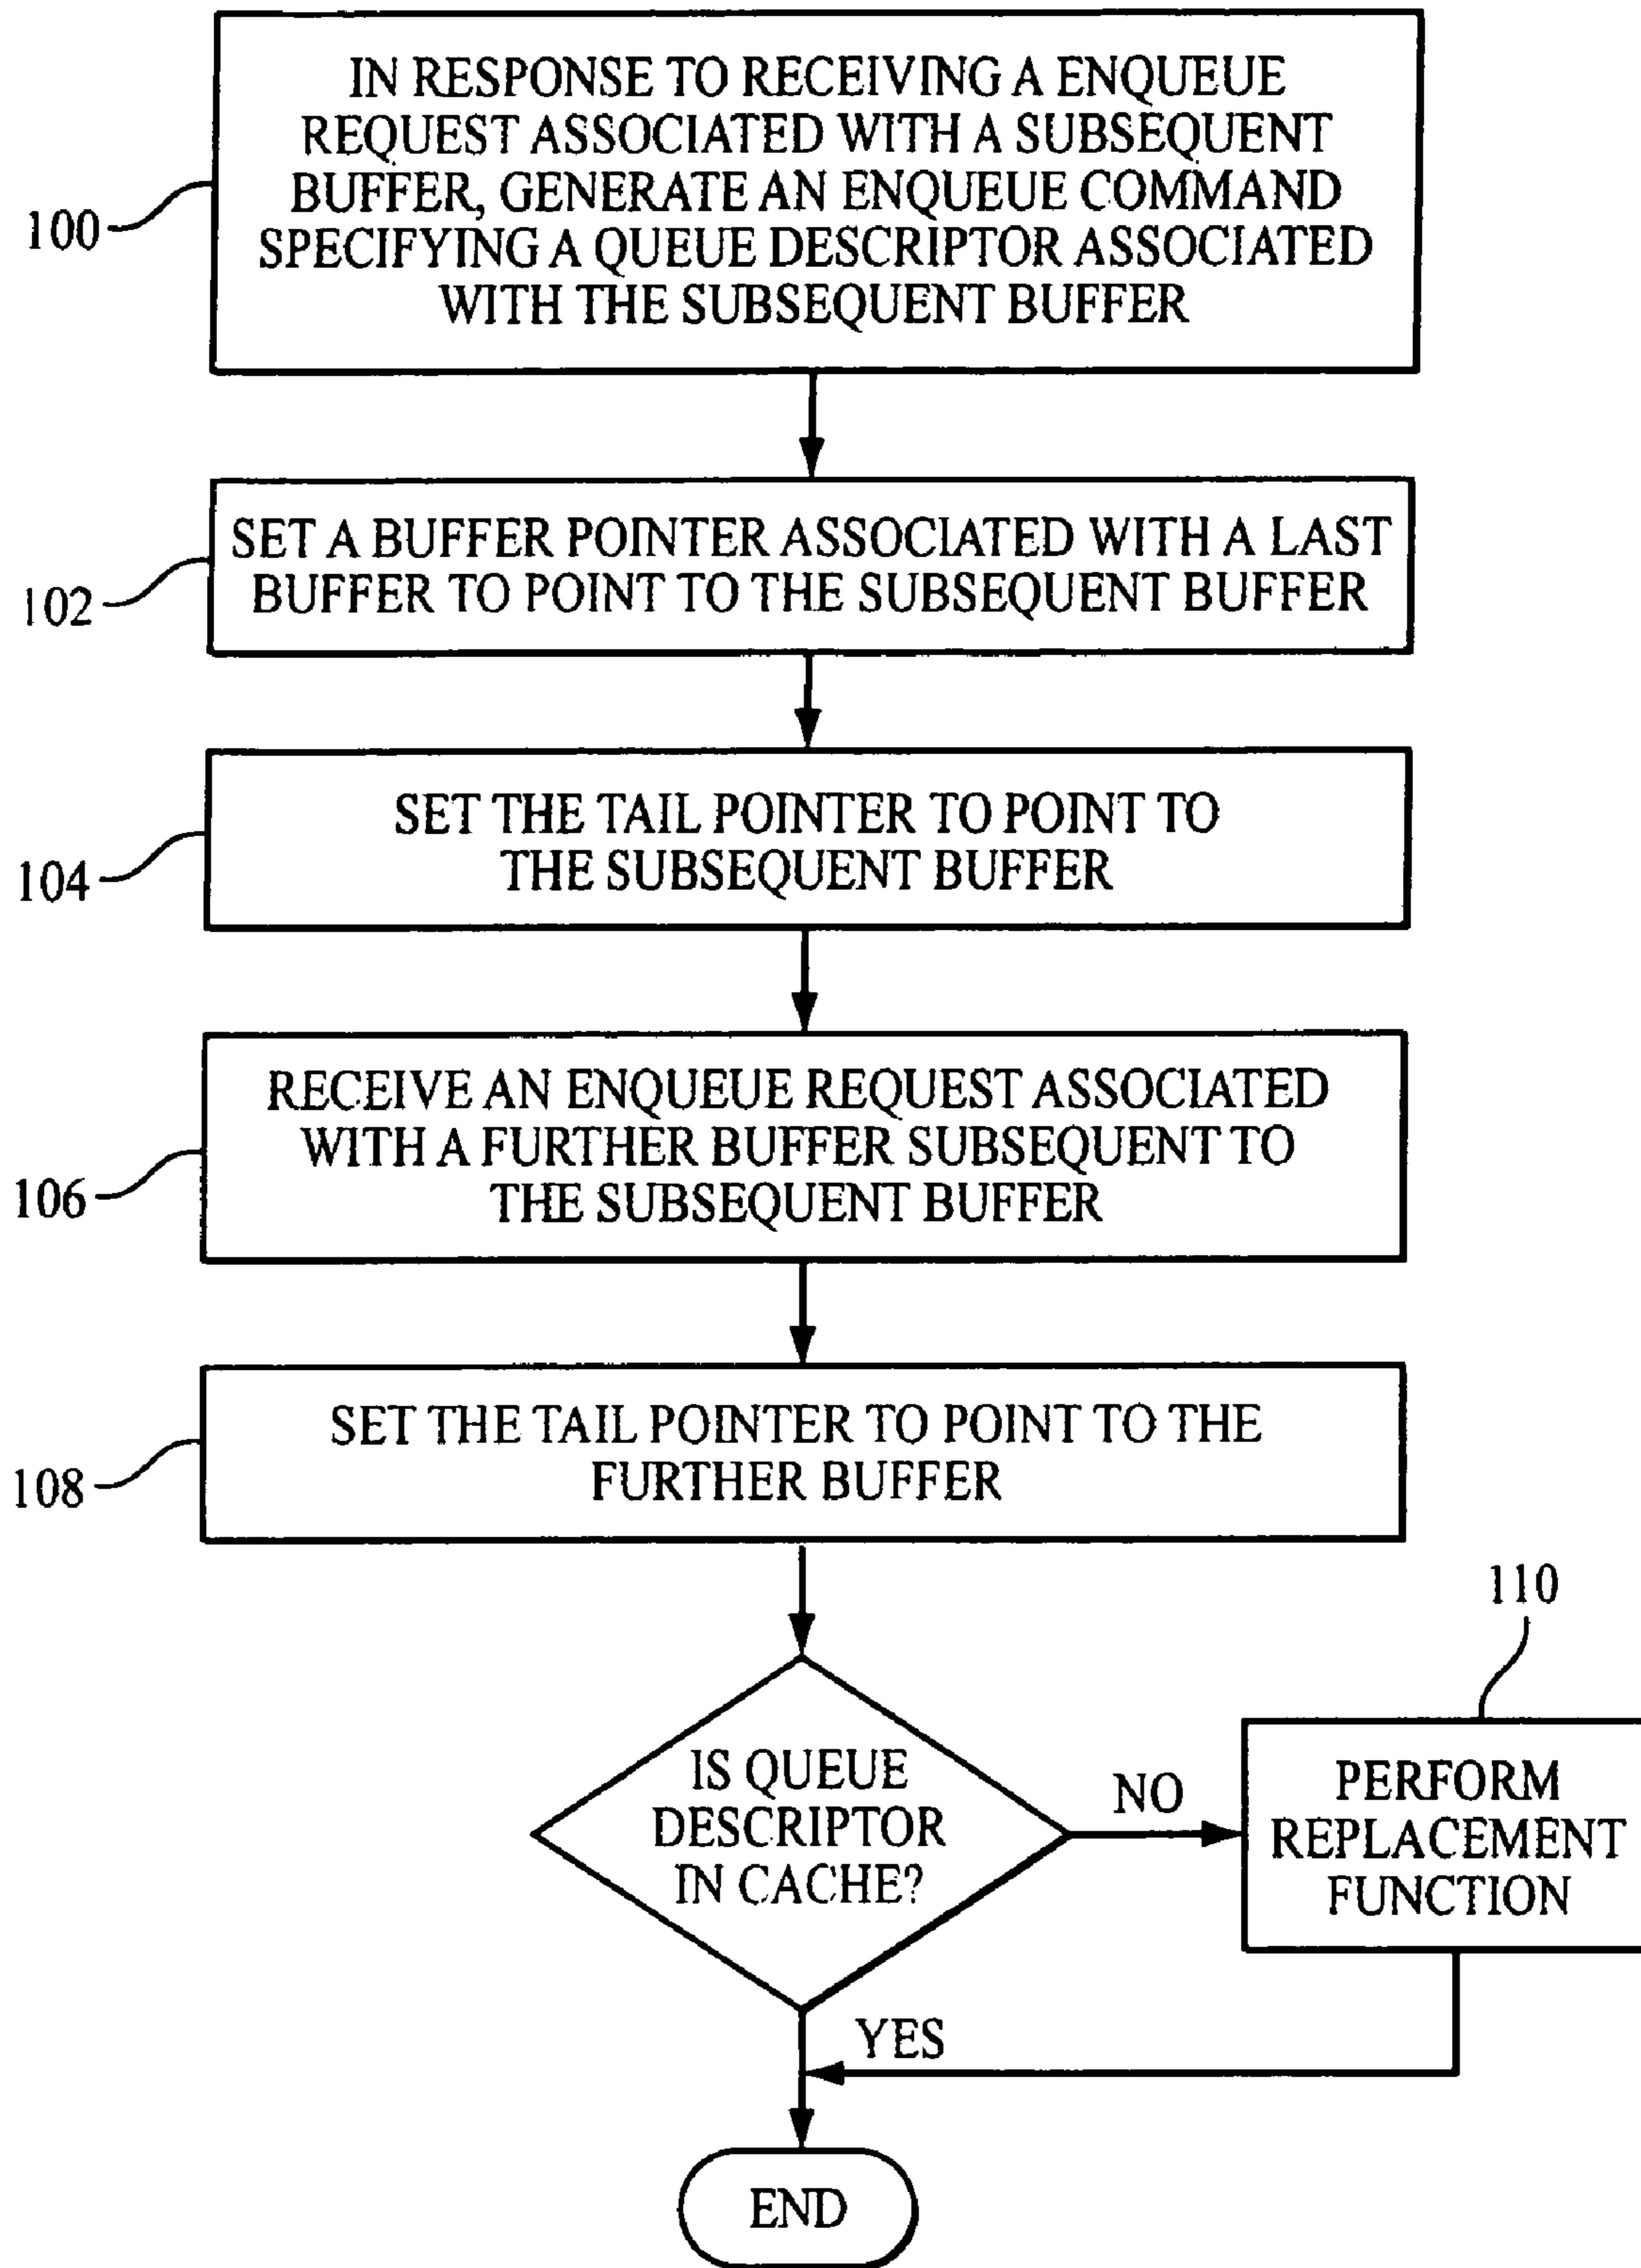 IN RESPONSE TO RECEIVING A ENQUEUE
REQUEST ASSOCIATED WITH A SUBSEQUENT
BUFFER, GENERATE AN ENQUEUE COMMAND
SPECIFYING A QUEUE DESCRIPTOR ASSOCIATED
WITH THE SUBSEQUENT BUFFER
100
SET A BUFFER POINTER ASSOCIATED WITH A LAST
BUFFER TO POINT TO THE SUBSEQUENT BUFFER
102
SET THE TAIL POINTER TO POINT TO
THE SUBSEQUENT BUFFER
104
RECEIVE AN ENQUEUE REQUEST ASSOCIATED
WITH A FURTHER BUFFER SUBSEQUENT TO
THE SUBSEQUENT BUFFER
106
SET THE TAIL POINTER TO POINT TO THE
FURTHER BUFFER
108
110
IS QUEUE
DESCRIPTOR
IN CACHE?
NO
PERFORM
REPLACEMENT
FUNCTION
YES
END